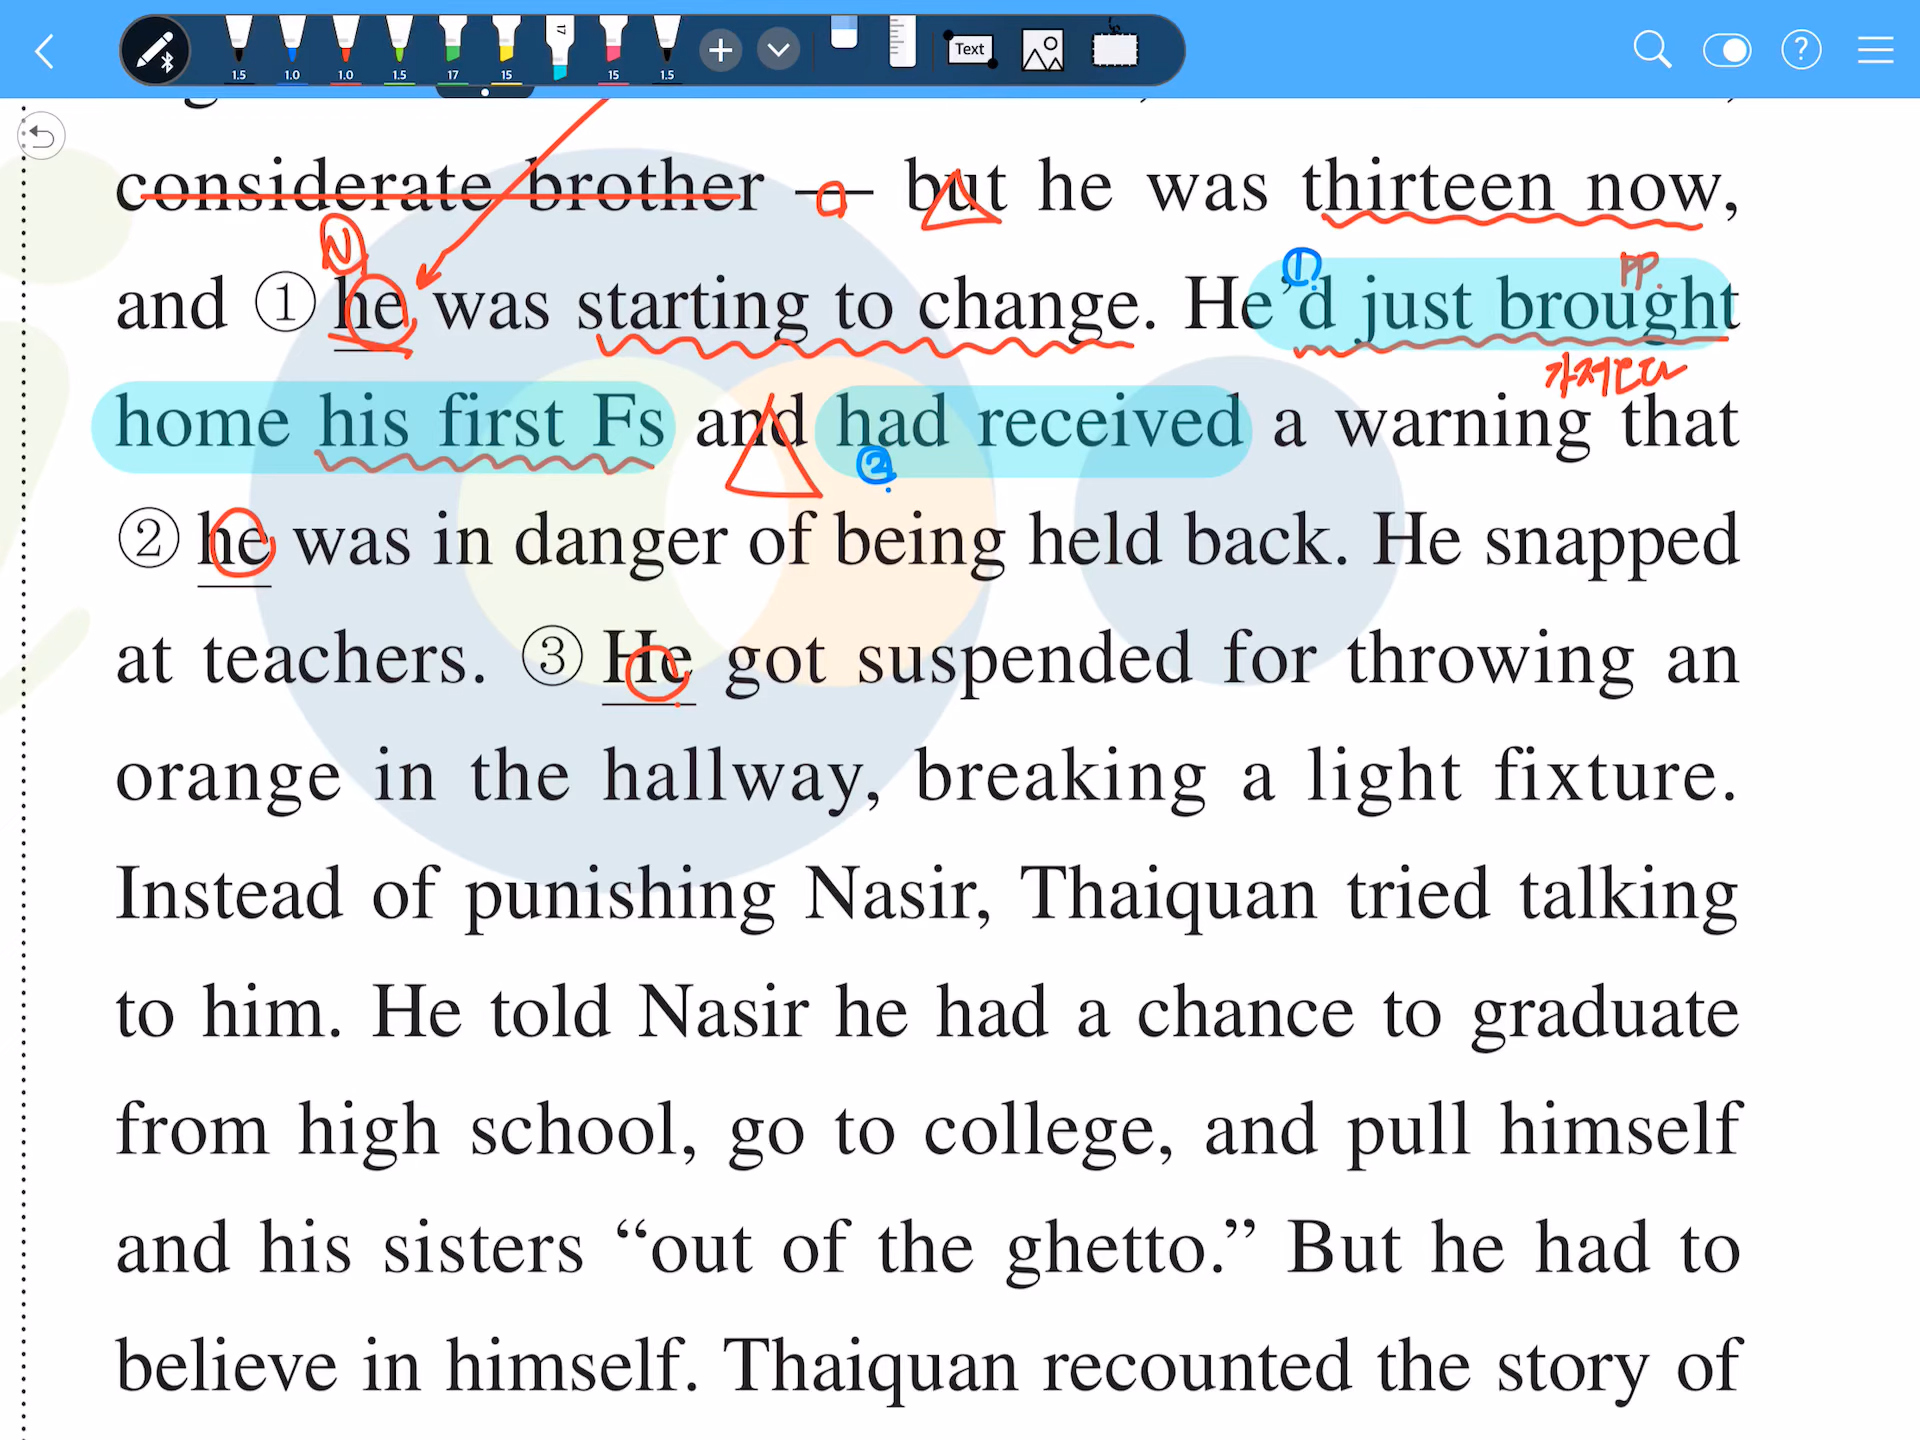 1.5 1.0 1.0 1.5 17 15 17 15 1.5 Text ?
considerate brother — but he was thirteen now,
N
① he was starting to change. He’d just brought
① pp.
가져오다
home his first Fs and had received a warning that
②
② he was in danger of being held back. He snapped
at teachers. ③ He got suspended for throwing an
orange in the hallway, breaking a light fixture.
Instead of punishing Nasir, Thaiquan tried talking
to him. He told Nasir he had a chance to graduate
from high school, go to college, and pull himself
and his sisters “out of the ghetto.” But he had to
believe in himself. Thaiquan recounted the story of